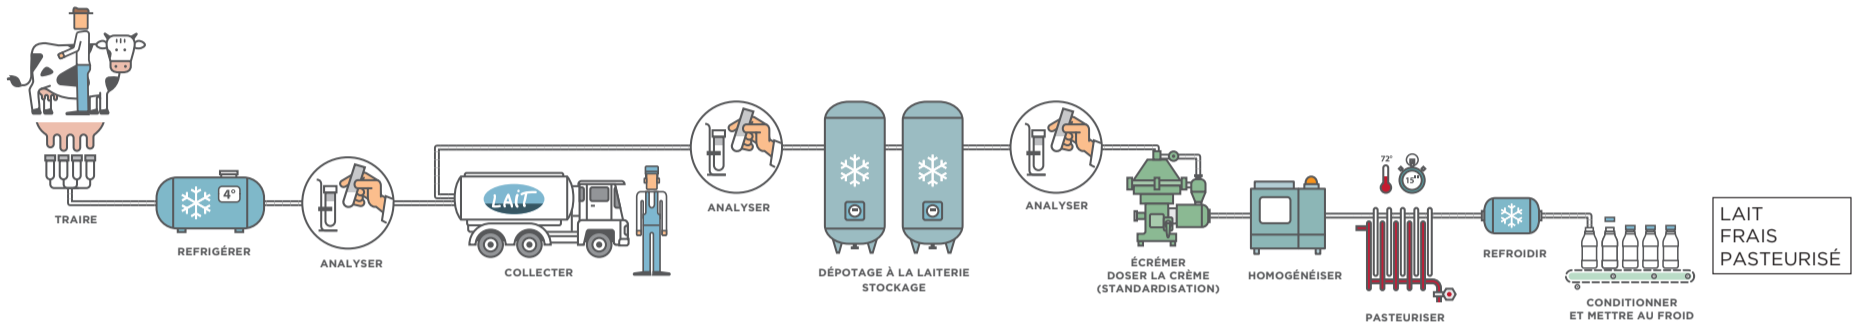 TRAIRE
4°
REFRIGÉRER
ANALYSER
LAIT
COLLECTER
ANALYSER
DÉPOTAGE À LA LAITERIE
STOCKAGE
ANALYSER
ÉCRÉMER
DOSER LA CRÈME
(STANDARDISATION)
HOMOGÉNÉISER
72°
15"
PASTEURISER
REFROIDIR
CONDITIONNER
ET METTRE AU FROID
LAIT
FRAIS
PASTEURISÉ